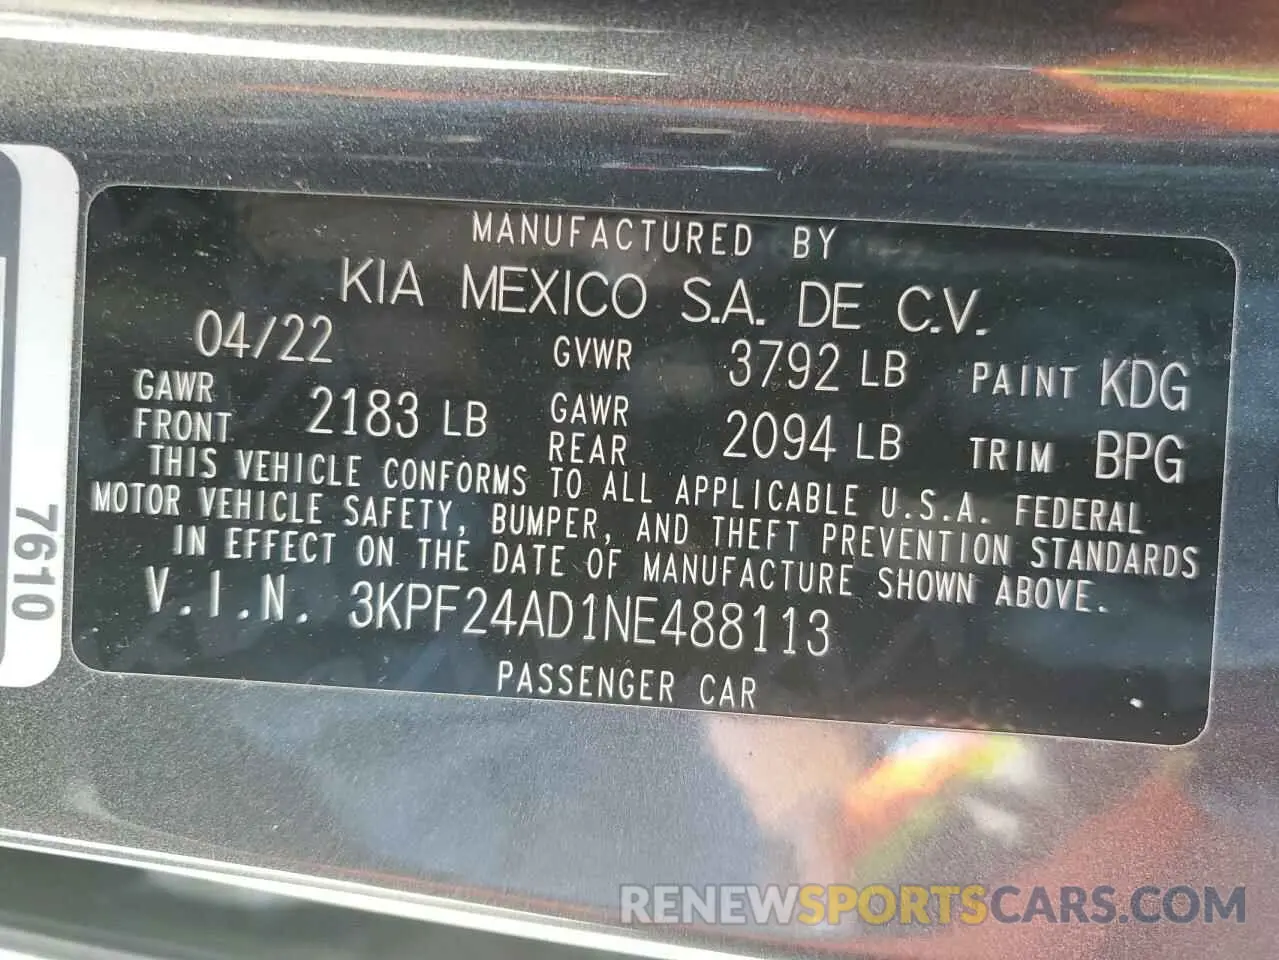 MANUFACTURED BY
KIA MEXICO S.A. DE C.V.
04/22 GVWR 3792 LB PAINT KDG
GAWR FRONT 2183 LB GAWR REAR 2094 LB TRIM BPG
THIS VEHICLE CONFORMS TO ALL APPLICABLE U.S.A. FEDERAL
MOTOR VEHICLE SAFETY, BUMPER, AND THEFT PREVENTION STANDARDS
IN EFFECT ON THE DATE OF MANUFACTURE SHOWN ABOVE.
V.I.N. 3KPF24AD1NE488113
PASSENGER CAR
7610
RENEWSPORTSCARS.COM